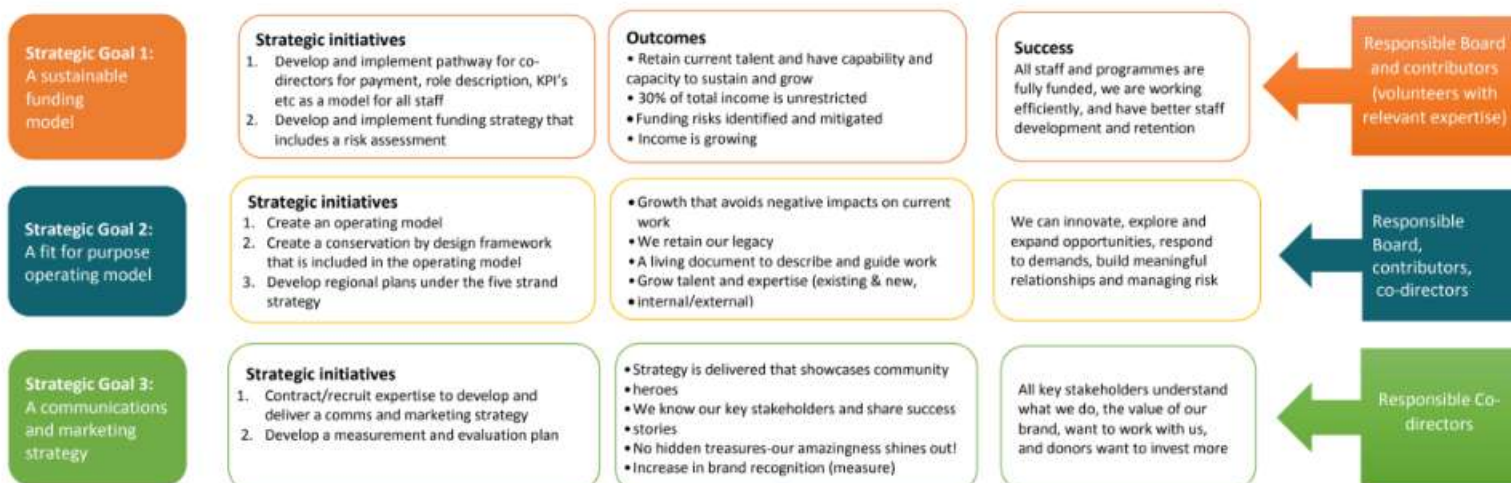 Strategic Goal 1:
A sustainable
funding
model
Strategic initiatives
1. Develop and implement pathway for co-
directors for payment, role description, KPI's
etc as a model for all staff
2. Develop and implement funding strategy that
includes a risk assessment
Outcomes
• Retain current talent and have capability and
capacity to sustain and grow
• 30% of total income is unrestricted
• Funding risks identified and mitigated
• Income is growing
Success
All staff and programmes are
fully funded, we are working
efficiently, and have better staff
development and retention
Responsible Board
and contributors
(volunteers with
relevant expertise)
Strategic Goal 2:
A fit for purpose
operating model
Strategic initiatives
1. Create an operating model
2. Create a conservation by design framework
that is included in the operating model
3. Develop regional plans under the five strand
strategy
• Growth that avoids negative impacts on current
work
• We retain our legacy
• A living document to describe and guide work
• Grow talent and expertise (existing & new,
• internal/external)
We can innovate, explore and
expand opportunities, respond
to demands, build meaningful
relationships and managing risk
Responsible
Board,
contributors,
co-directors
Strategic Goal 3:
A communications
and marketing
strategy
Strategic initiatives
1. Contract/recruit expertise to develop and
deliver a comms and marketing strategy
2. Develop a measurement and evaluation plan
• Strategy is delivered that showcases community
• heroes
• We know our key stakeholders and share success
• stories
• No hidden treasures-our amazingness shines out!
• Increase in brand recognition (measure)
All key stakeholders understand
what we do, the value of our
brand, want to work with us,
and donors want to invest more
Responsible Co-
directors